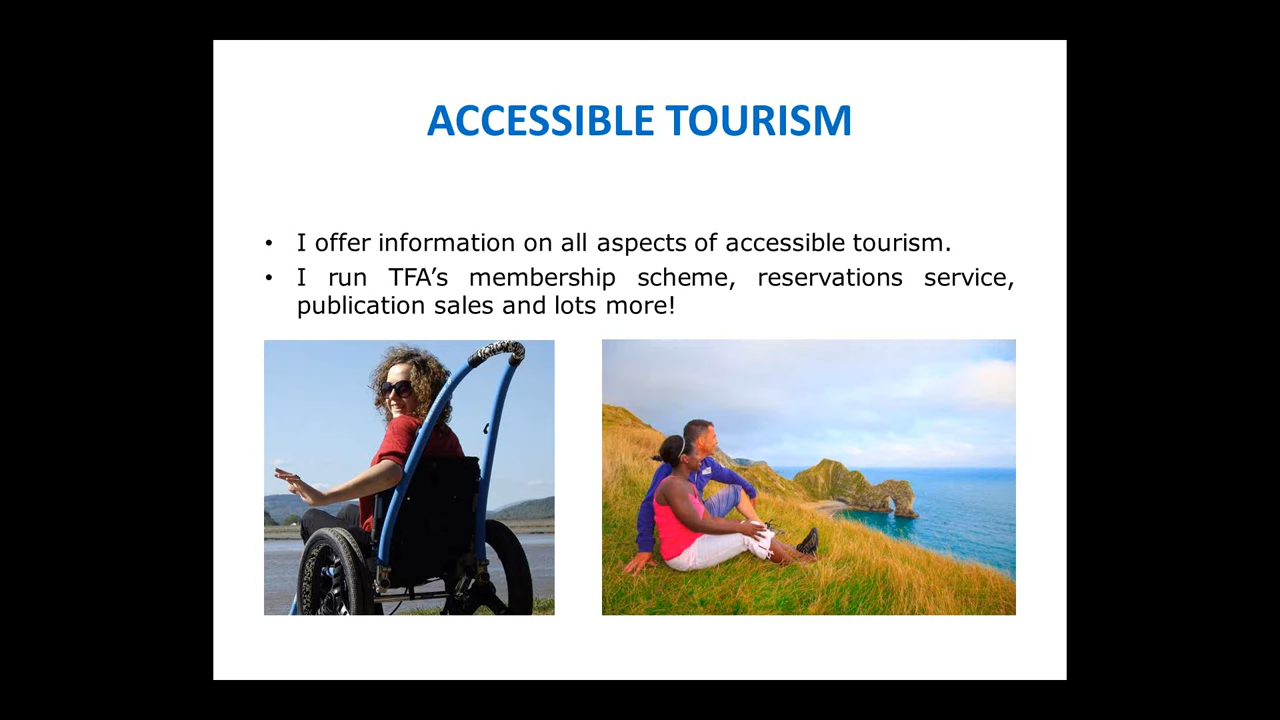 ACCESSIBLE TOURISM
• I offer information on all aspects of accessible tourism.
• I run TFA’s membership scheme, reservations service,
publication sales and lots more!